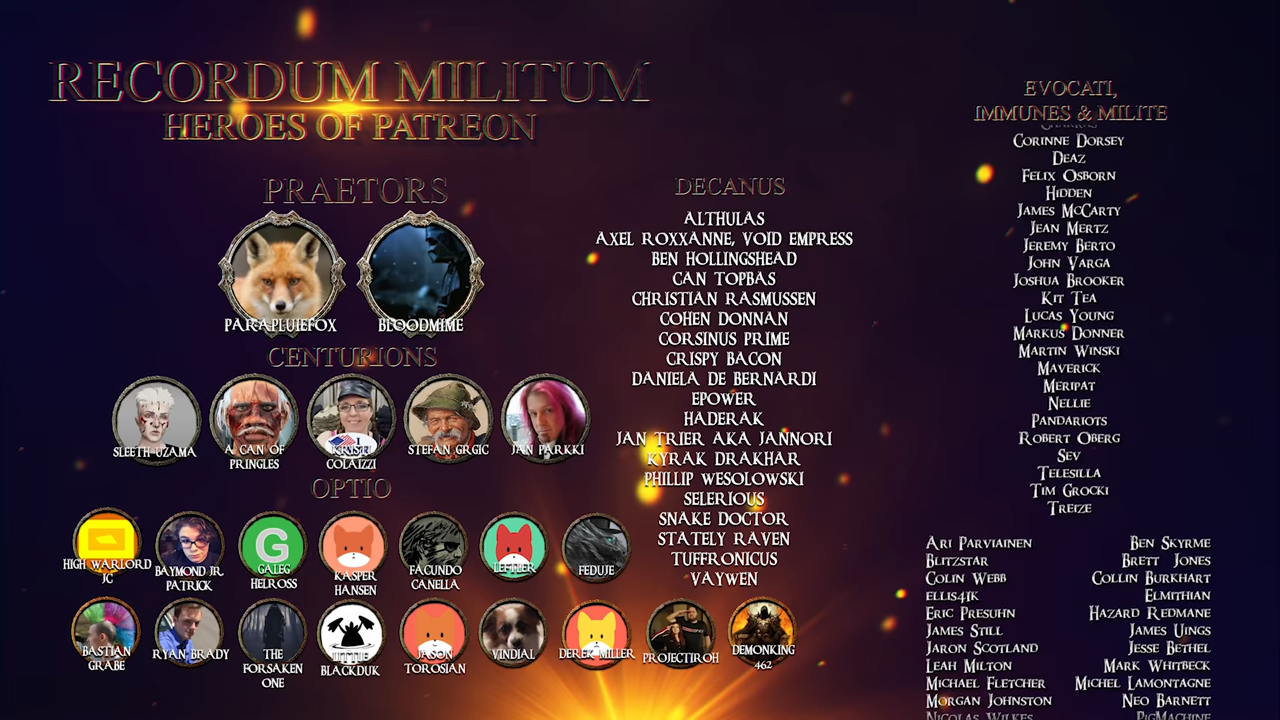 RECORDUM MILITUM
HEROES OF PATREON
PRAETORS
PARAPLUIEFOX
BLOODMIME
CENTURIONS
SLEETH UZAMA
A CAN OF
PRINGLES
KRISTI
COLAIZZI
STEFAN GRGIC
JAN PARKKI
OPTIO
HIGH WARLORD
JG
BAYMOND JR.
PATRICK
GALEG
HELROSS
KASPER
HANSEN
FACUNDO
CANELLA
LEFTLER
FEDUJE
BASTIAN
GRABE
RYAN BRADY
THE
FORSAKEN
ONE
LITTLE
BLACKDUK
JASON
TOROSIAN
VINDIAL
DEREK MILLER
PROJECTIROH
DEMONKING
462
DECANUS
ALTHULAS
AXEL ROXXANNE, VOID EMPRESS
BEN HOLLINGSHEAD
CAN TOPBAS
CHRISTIAN RASMUSSEN
COHEN DONNAN
CORSINUS PRIME
CRISPY BACON
DANIELA DE BERNARDI
EPOWER
HADERAK
JAN TRIER AKA JANNORI
KYRAK DRAKHAR
PHILLIP WESOLOWSKI
SELERIOUS
SNAKE DOCTOR
STATELY RAVEN
TUFFRONICUS
VAYWEN
EVOCATI,
IMMUNES & MILITE
CORINNE DORSEY
DEAZ
FELIX OSBORN
HIDDEN
JAMES MCCARTY
JEAN MERTZ
JEREMY BERTO
JOHN VARGA
JOSHUA BROOKER
KIT TEA
LUCAS YOUNG
MARKUS DONNER
MARTIN WINSKI
MAVERICK
MERIPAT
NELLIE
PANDARIOTS
ROBERT OBERG
SEV
TELESILLA
TIM GROCKI
TREIZE
ARI PARVIAINEN
BEN SKYRME
BLITZSTAR
BRETT JONES
COLIN WEBB
COLLIN BURKHART
ELLIS4JK
ELMITHIAN
ERIC PRESUHN
HAZARD REDMANE
JAMES STILL
JAMES UINGS
JARON SCOTLAND
JESSE BETHEL
LEAH MILTON
MARK WHITBECK
MICHAEL FLETCHER
MICHEL LAMONTAGNE
MORGAN JOHNSTON
NEO BARNETT
NICOLAS WILKES
PIGMACHINE